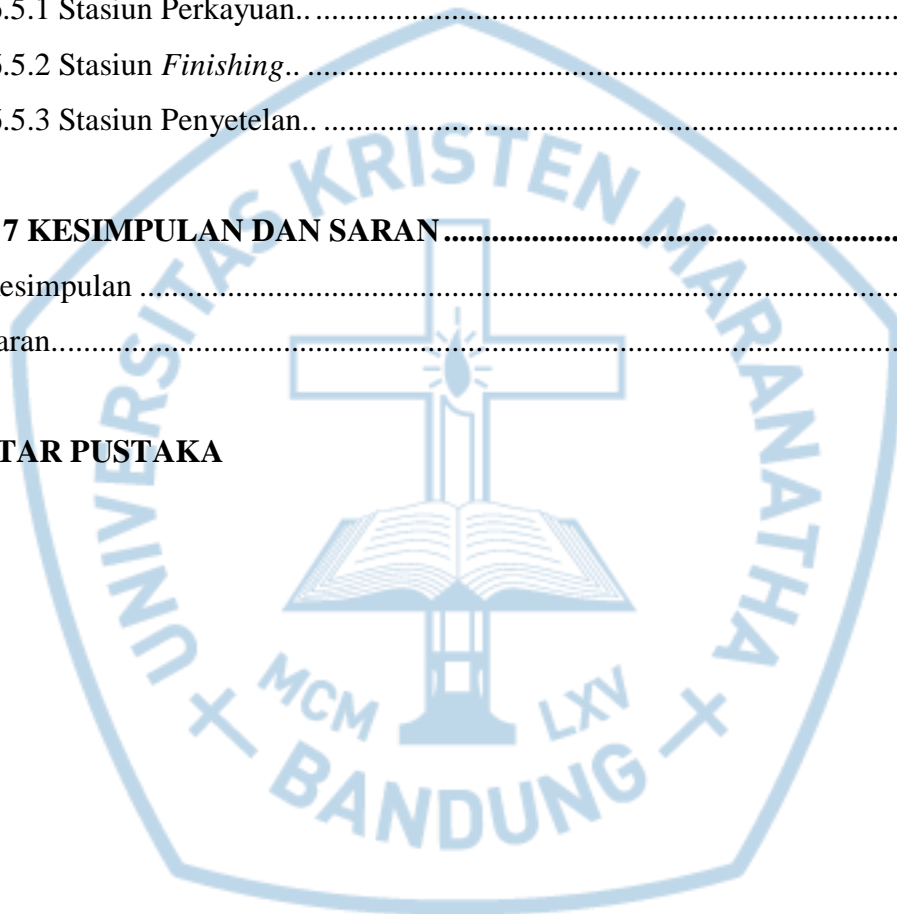 5.5.1 Stasiun Perkayuan.. ........................................................................
5.5.2 Stasiun Finishing.. ........................................................................
5.5.3 Stasiun Penyetelan.. ........................................................................
7 KESIMPULAN DAN SARAN ........................................................................
esimpulan ........................................................................
aran........................................................................
TAR PUSTAKA
UNIVERSITAS KRISTEN MARANATHA
MCM LXV
BANDUNG